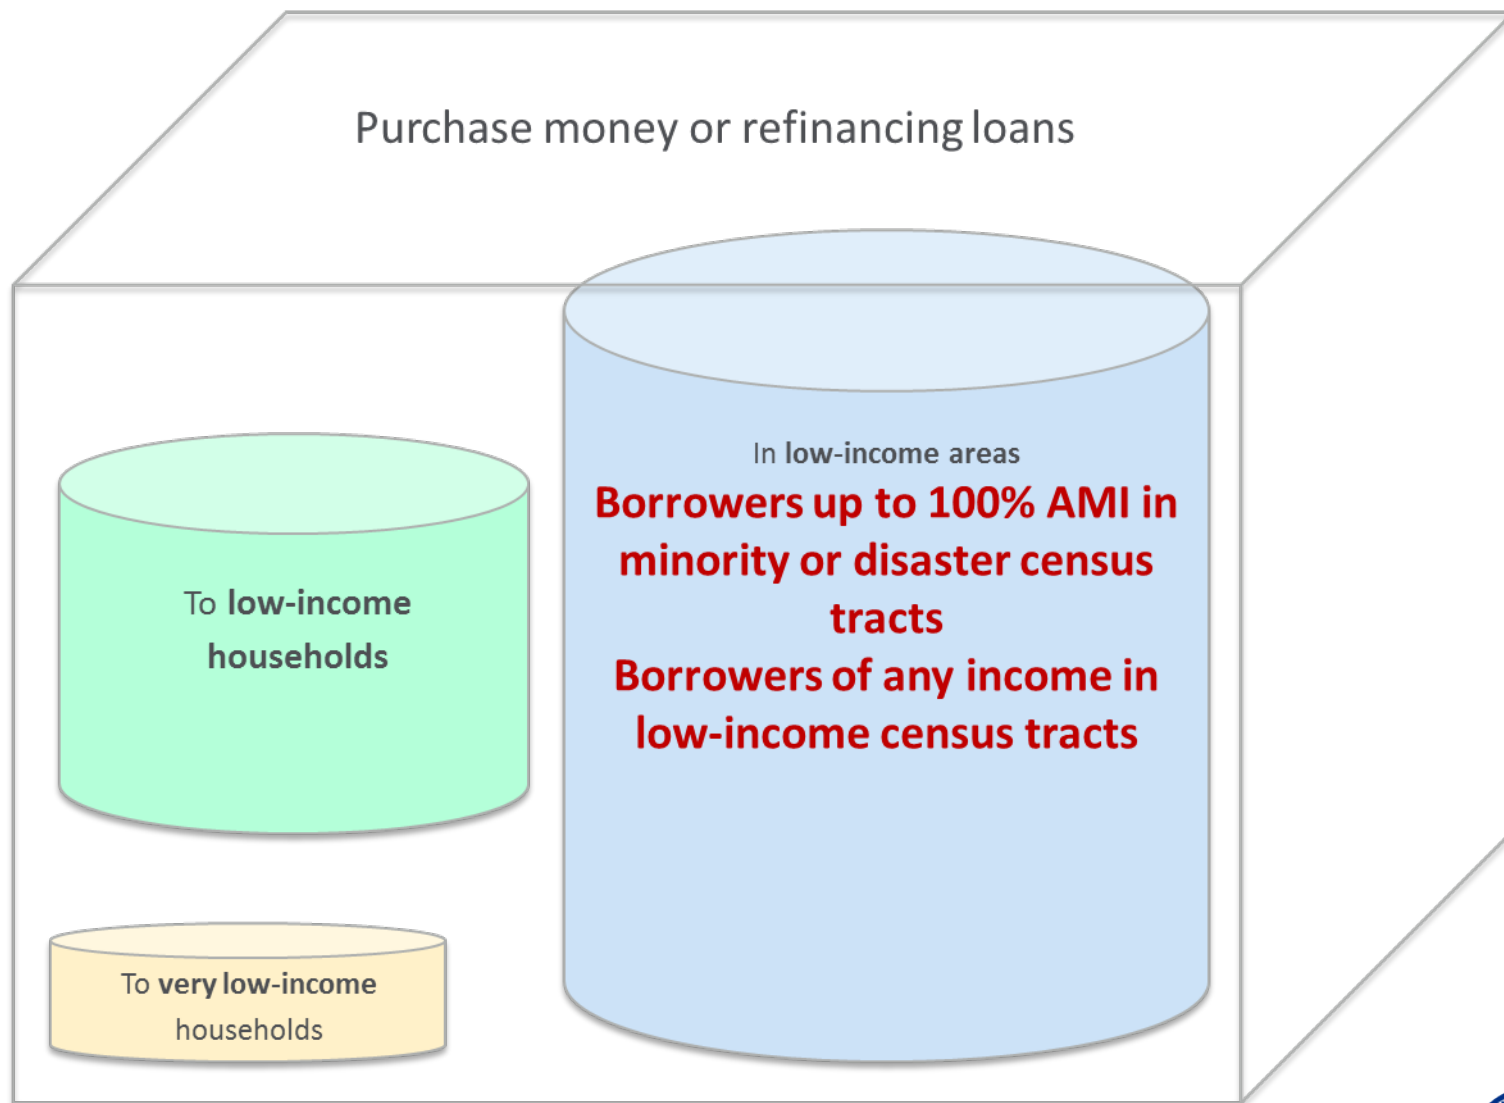 Purchase money or refinancing loans
In low-income areas
Borrowers up to 100% AMI in
minority or disaster census
tracts
Borrowers of any income in
low-income census tracts
To low-income
households
To very low-income
households